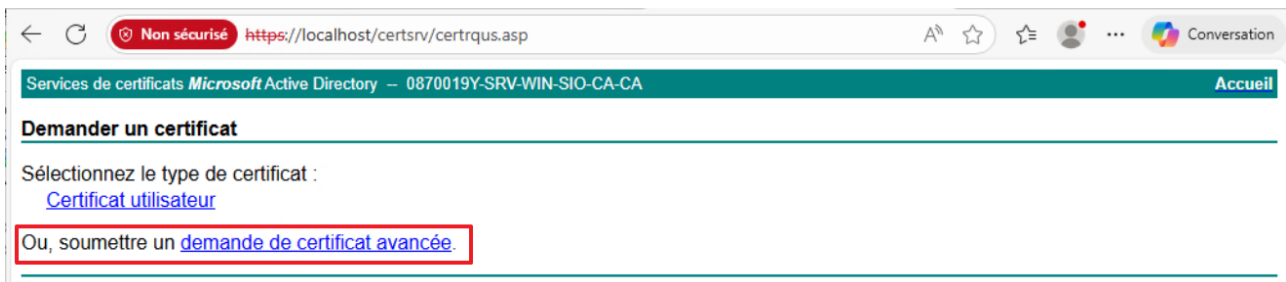 Non sécurisé https://localhost/certsrv/certrqus.asp Conversation
Services de certificats Microsoft Active Directory -- 0870019Y-SRV-WIN-SIO-CA-CA Accueil
Demander un certificat
Sélectionnez le type de certificat :
Certificat utilisateur
Ou, soumettre un demande de certificat avancée.